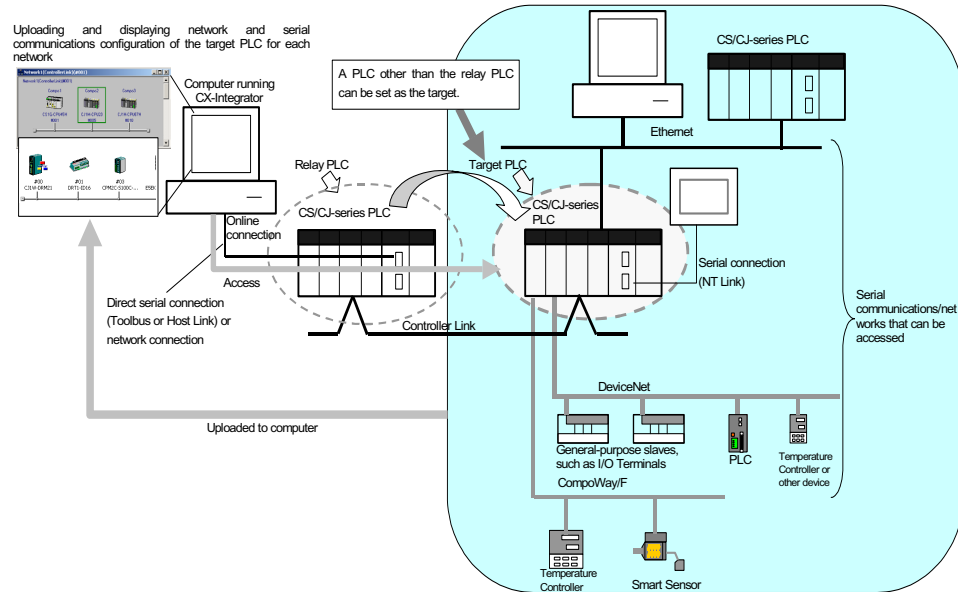 Uploading and displaying network and serial
communications configuration of the target PLC for each
network
Computer running
CX-Integrator
#00
#01
#03
DRT1-ID16
A PLC other than the relay PLC
can be set as the target.
CS/CJ-series PLC
Ethernet
Relay PLC
Target PLC
CS/CJ-series PLC
CS/CJ-series
PLC
Online
connection
Access
Serial connection
(NT Link)
Direct serial connection
(Toolbus or Host Link) or
network connection
Controller Link
Serial
communications/net
works that can be
accessed
DeviceNet
Uploaded to computer
General-purpose slaves,
such as I/O Terminals
PLC
Temperature
Controller or
other device
CompoWay/F
Temperature
Controller
Smart Sensor